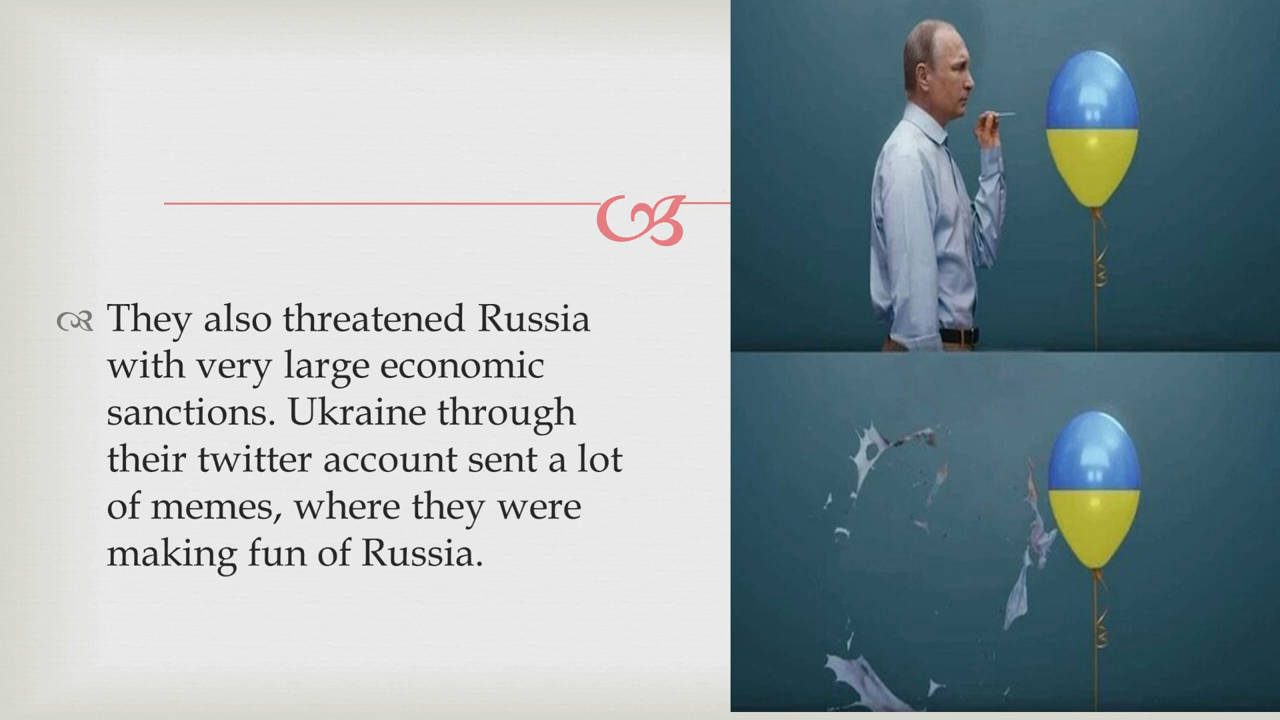 They also threatened Russia
with very large economic
sanctions. Ukraine through
their twitter account sent a lot
of memes, where they were
making fun of Russia.